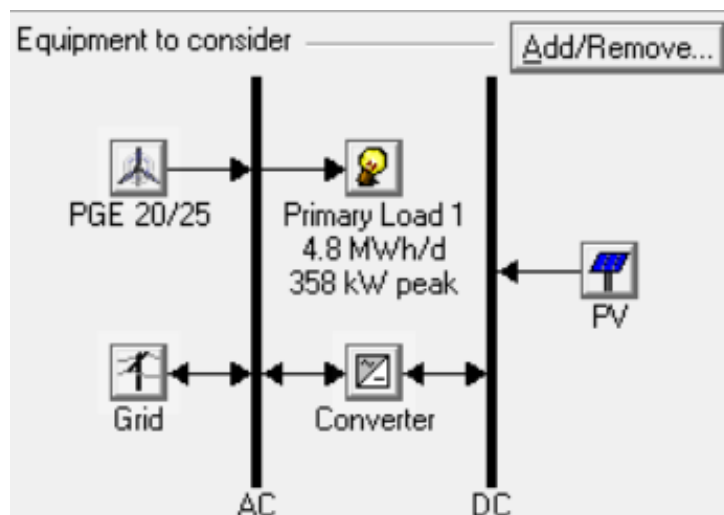 Equipment to consider
Add/Remove...
PGE 20/25
Primary Load 1
4.8 MWh/d
358 kW peak
PV
Grid
Converter
AC
DC